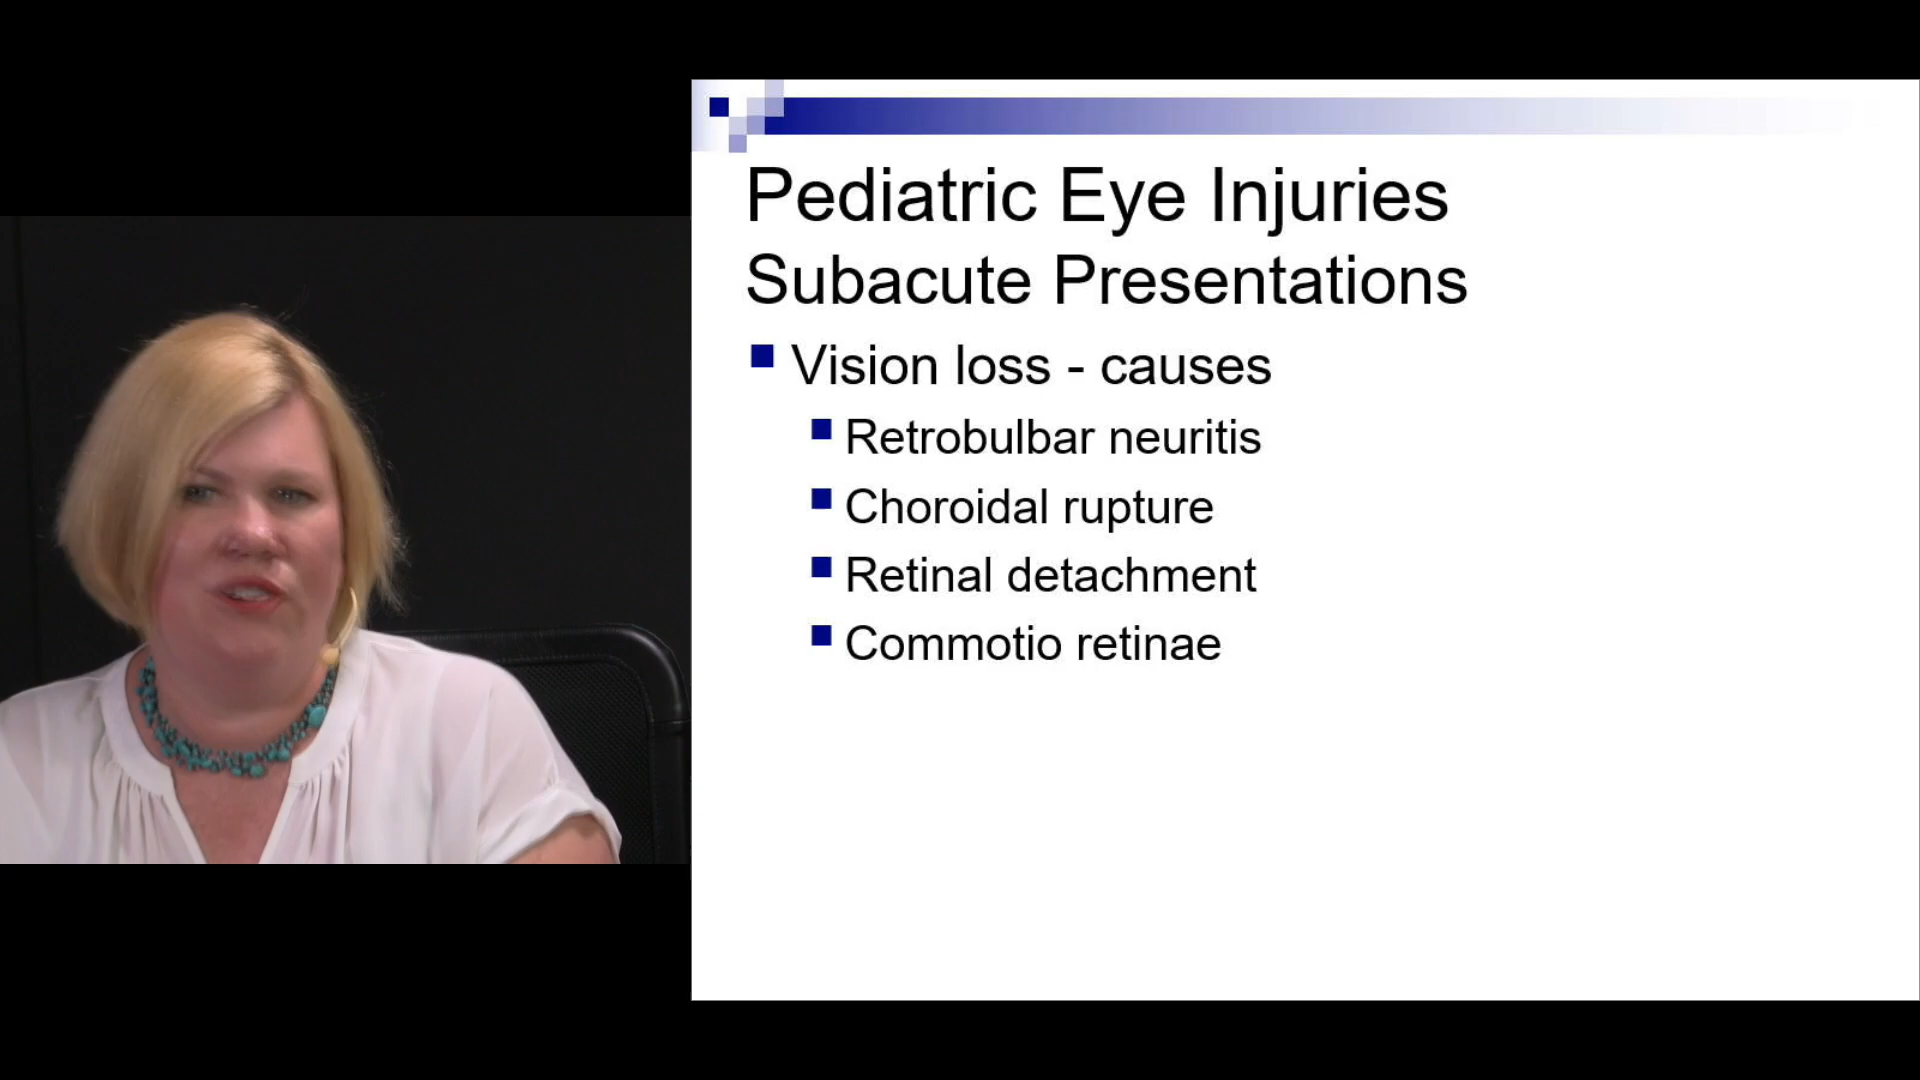 Pediatric Eye Injuries
Subacute Presentations
Vision loss - causes
Retrobulbar neuritis
Choroidal rupture
Retinal detachment
Commotio retinae